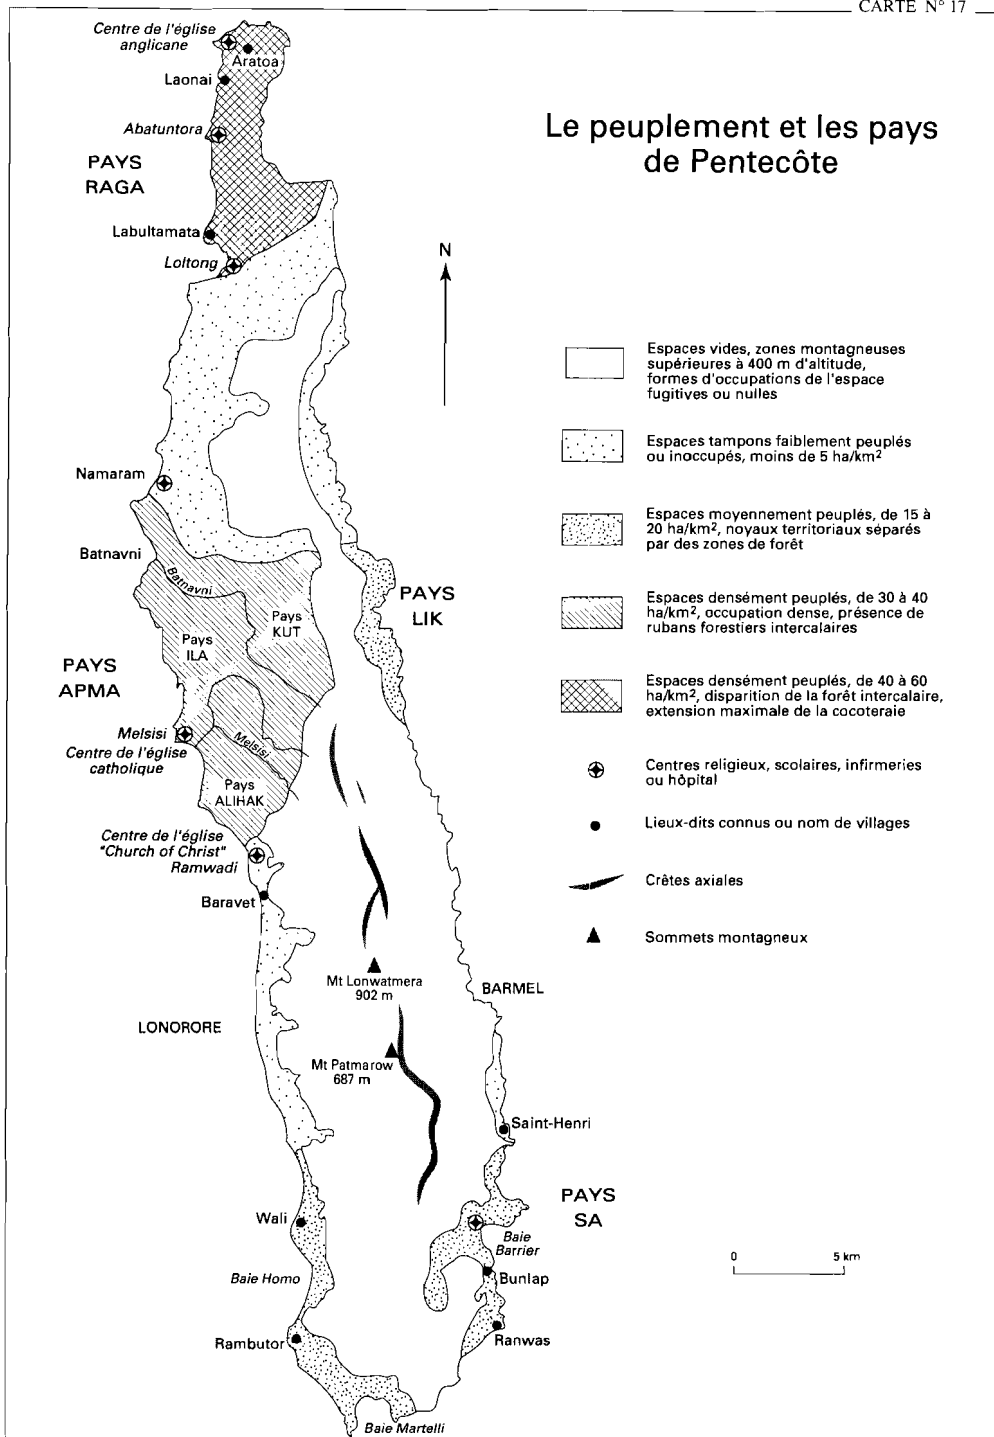 CARTE N° 17
Centre de l'église
anglicane
Aratoa
Laonai
Abatuntora
PAYS
RAGA
Labultamata
Loltong
Le peuplement et les pays
de Pentecôte
N
Espaces vides, zones montagneuses
supérieures à 400 m d'altitude,
formes d'occupations de l'espace
fugitives ou nulles
Espaces tampons faiblement peuplés
ou inoccupés, moins de 5 ha/km²
Espaces moyennement peuplés, de 15 à
20 ha/km², noyaux territoriaux séparés
par des zones de forêt
Espaces densément peuplés, de 30 à 40
ha/km², occupation dense, présence de
rubans forestiers intercalaires
Espaces densément peuplés, de 40 à 60
ha/km², disparition de la forêt intercalaire,
extension maximale de la cocoteraie
Centres religieux, scolaires, infirmeries
ou hôpital
Lieux-dits connus ou nom de villages
Crêtes axiales
Sommets montagneux
Namaram
Batnavni
Batnavni
PAYS
LIK
Pays
KUT
Pays
ILA
PAYS
APMA
Melsisi
Centre de l'église
catholique
Melsisi
Pays
ALIHAK
Centre de l'église
"Church of Christ"
Ramwadi
Baravet
Mt Lonwatmera
902 m
BARMEL
LONORORE
Mt Patmarow
687 m
Saint-Henri
PAYS
SA
Wali
Baie
Barrier
Baie Homo
Bunlap
0 5 km
Rambutor
Ranwas
Baie Martelli